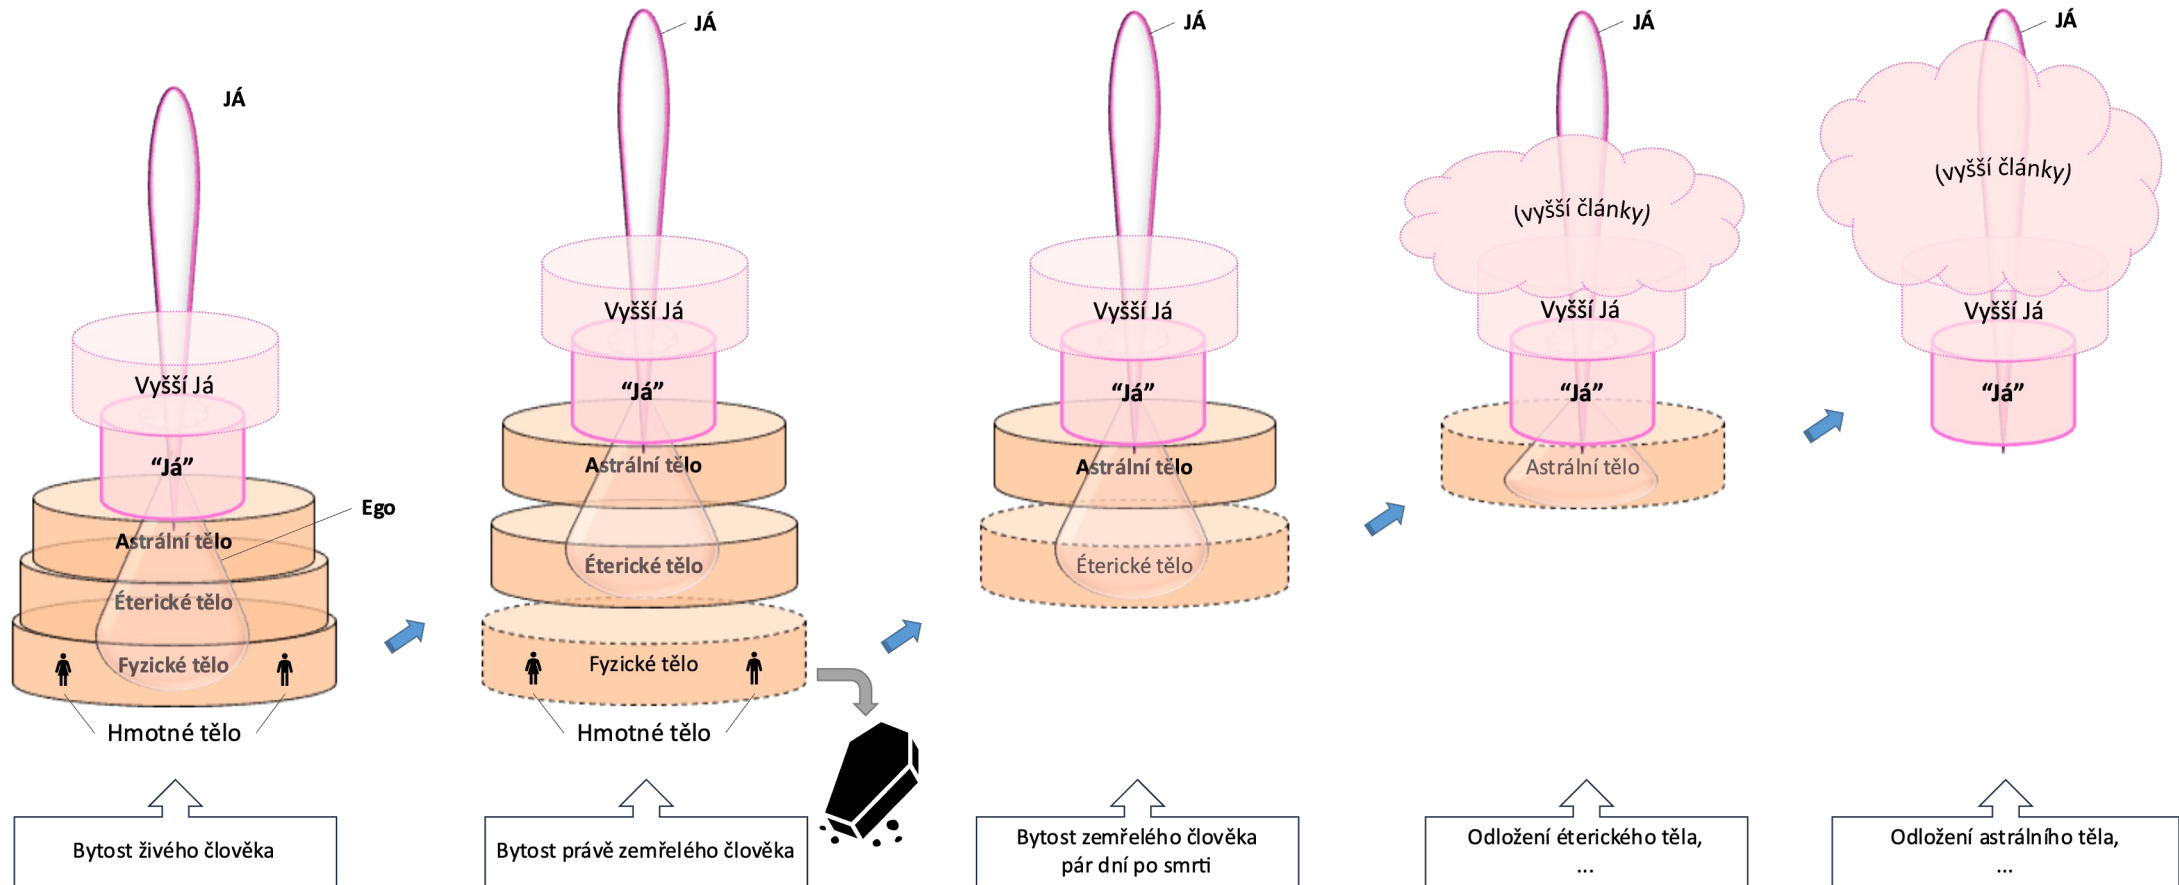 JÁ
Vyšší Já
“Já”
Ego
Astrální tělo
Éterické tělo
Fyzické tělo
Hmotné tělo
Bytost živého člověka
JÁ
Vyšší Já
“Já”
Astrální tělo
Éterické tělo
Fyzické tělo
Hmotné tělo
Bytost právě zemřelého člověka
JÁ
Vyšší Já
“Já”
Astrální tělo
Éterické tělo
Bytost zemřelého člověka
pár dní po smrti
JÁ
(vyšší články)
Vyšší Já
“Já”
Astrální tělo
Odložení éterického těla,
...
JÁ
(vyšší články)
Vyšší Já
“Já”
Odložení astrálního těla,
...